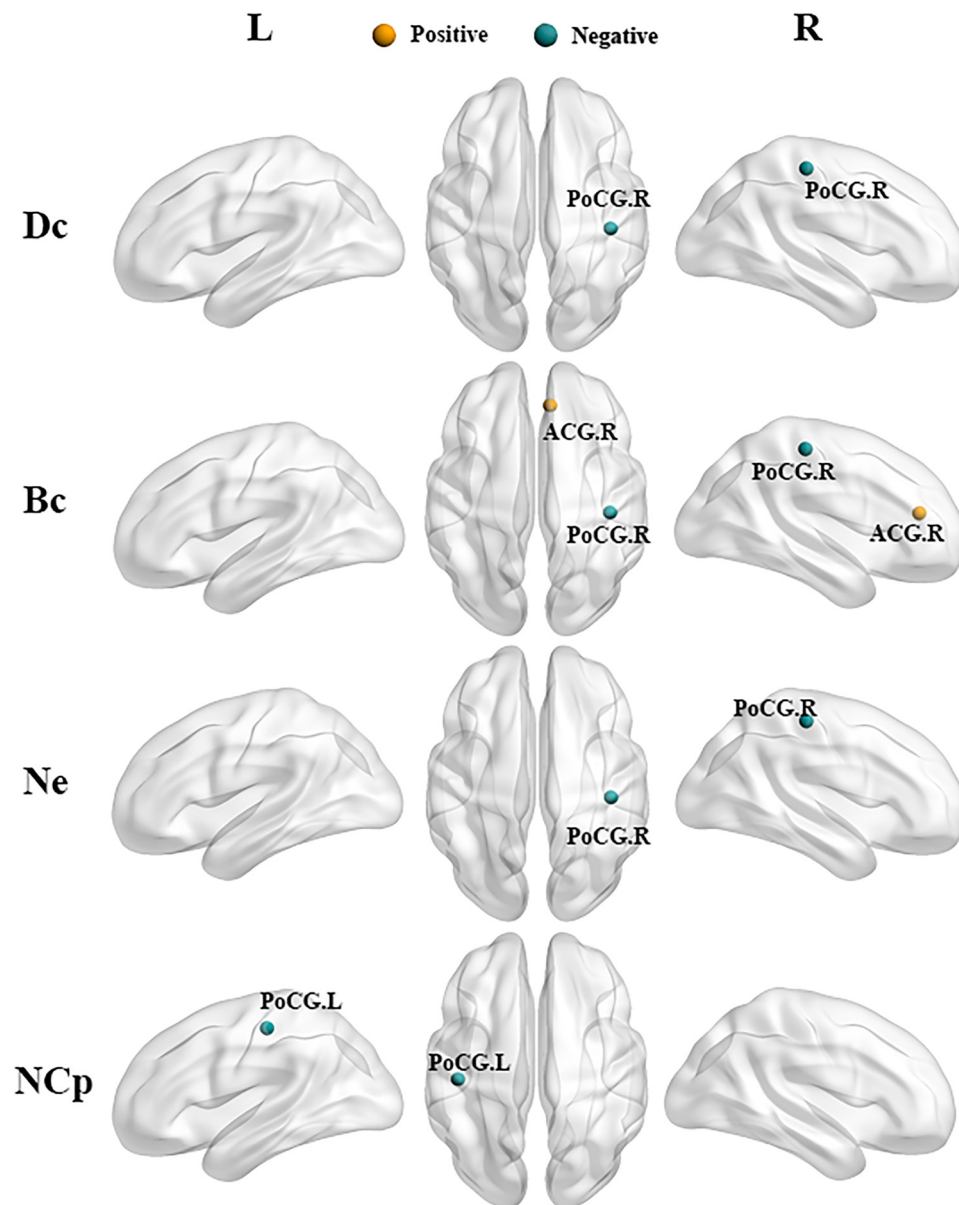 L Positive Negative R
Dc
PoCG.R
PoCG.R
Bc
ACG.R
PoCG.R
PoCG.R
ACG.R
Ne
PoCG.R
PoCG.R
NCp
PoCG.L
PoCG.L